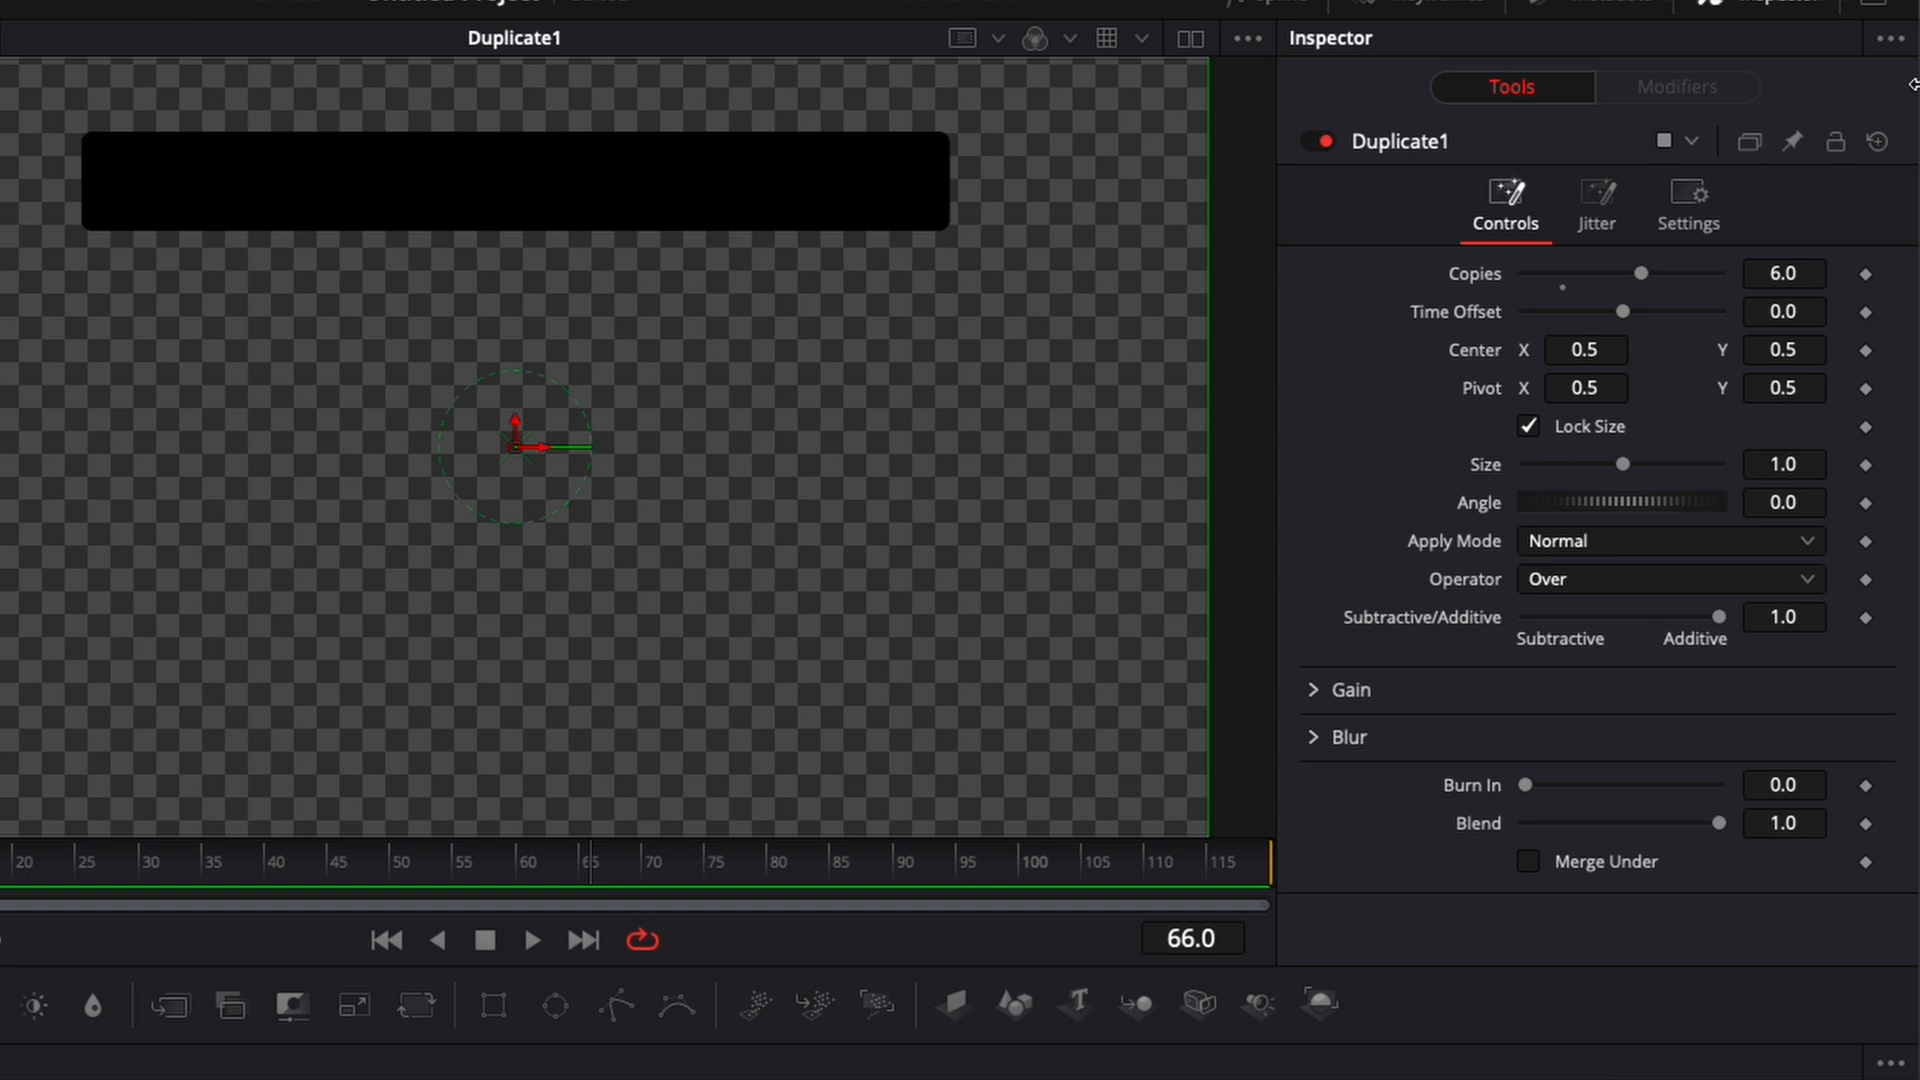 Duplicate1
Inspector
Tools
Modifiers
Duplicate1
Controls
Jitter
Settings
Copies 6.0
Time Offset 0.0
Center X 0.5 Y 0.5
Pivot X 0.5 Y 0.5
Lock Size
Size 1.0
Angle 0.0
Apply Mode Normal
Operator Over
Subtractive/Additive 1.0
Subtractive Additive
Gain
Blur
Burn In 0.0
Blend 1.0
Merge Under
20 25 30 35 40 45 50 55 60 65 70 75 80 85 90 95 100 105 110 115
66.0